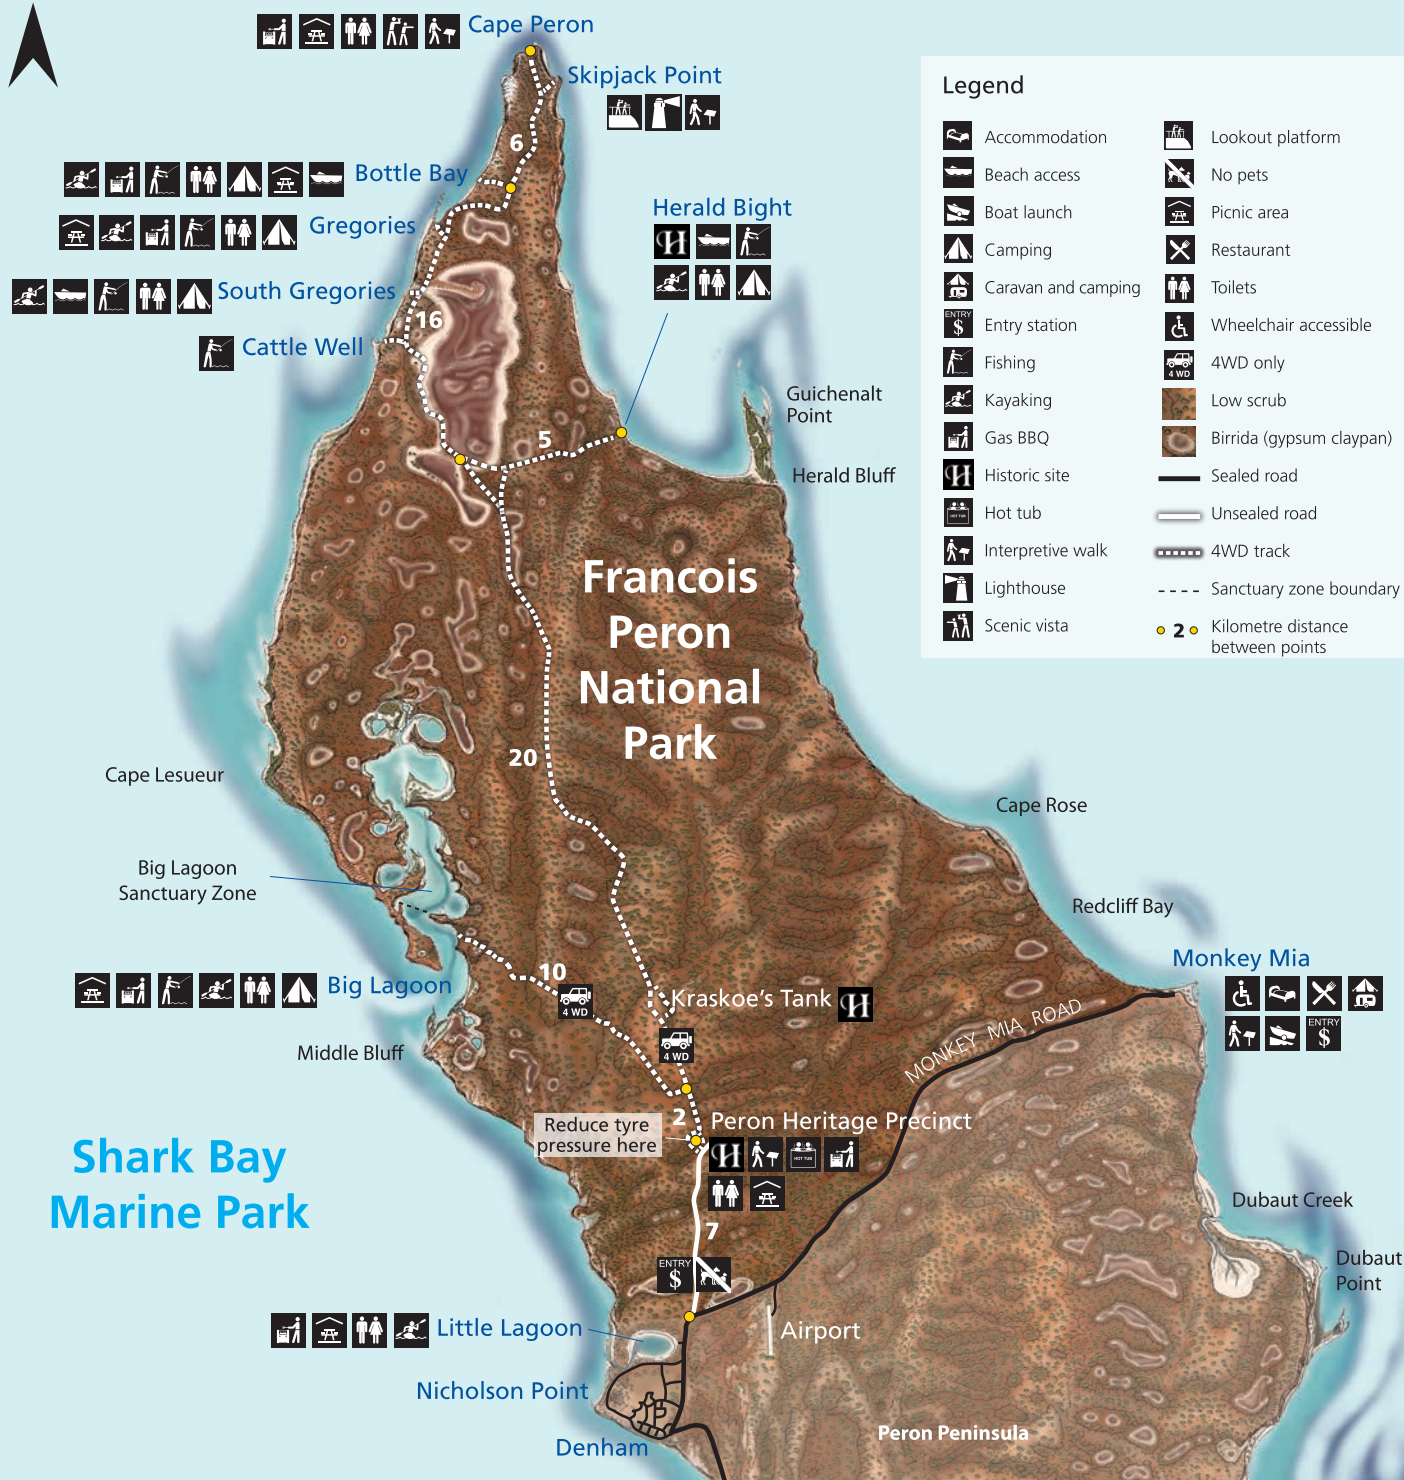 Cape Peron
Skipjack Point
6
Bottle Bay
Gregories
Herald Bight
South Gregories
16
Cattle Well
Guichenalt
Point
5
Herald Bluff
Francois
Peron
National
Park
20
Cape Lesueur
Cape Rose
Big Lagoon
Sanctuary Zone
Redcliff Bay
Monkey Mia
ENTRY
$
10
4 WD
Big Lagoon
Kraskoe's Tank
H
MONKEY MIA ROAD
4 WD
Middle Bluff
2
Peron Heritage Precinct
Reduce tyre
pressure here
H
HOT TUB
Shark Bay
Marine Park
Dubaut Creek
7
Dubaut
Point
ENTRY
$
Little Lagoon
Airport
Nicholson Point
Peron Peninsula
Denham
H
Legend
Accommodation
Beach access
Boat launch
Camping
Caravan and camping
ENTRY
$
Entry station
Fishing
Kayaking
Gas BBQ
H
Historic site
HOT TUB
Hot tub
Interpretive walk
Lighthouse
Scenic vista
Lookout platform
No pets
Picnic area
Restaurant
Toilets
Wheelchair accessible
4 WD
4WD only
Low scrub
Birrida (gypsum claypan)
Sealed road
Unsealed road
4WD track
Sanctuary zone boundary
2
Kilometre distance
between points